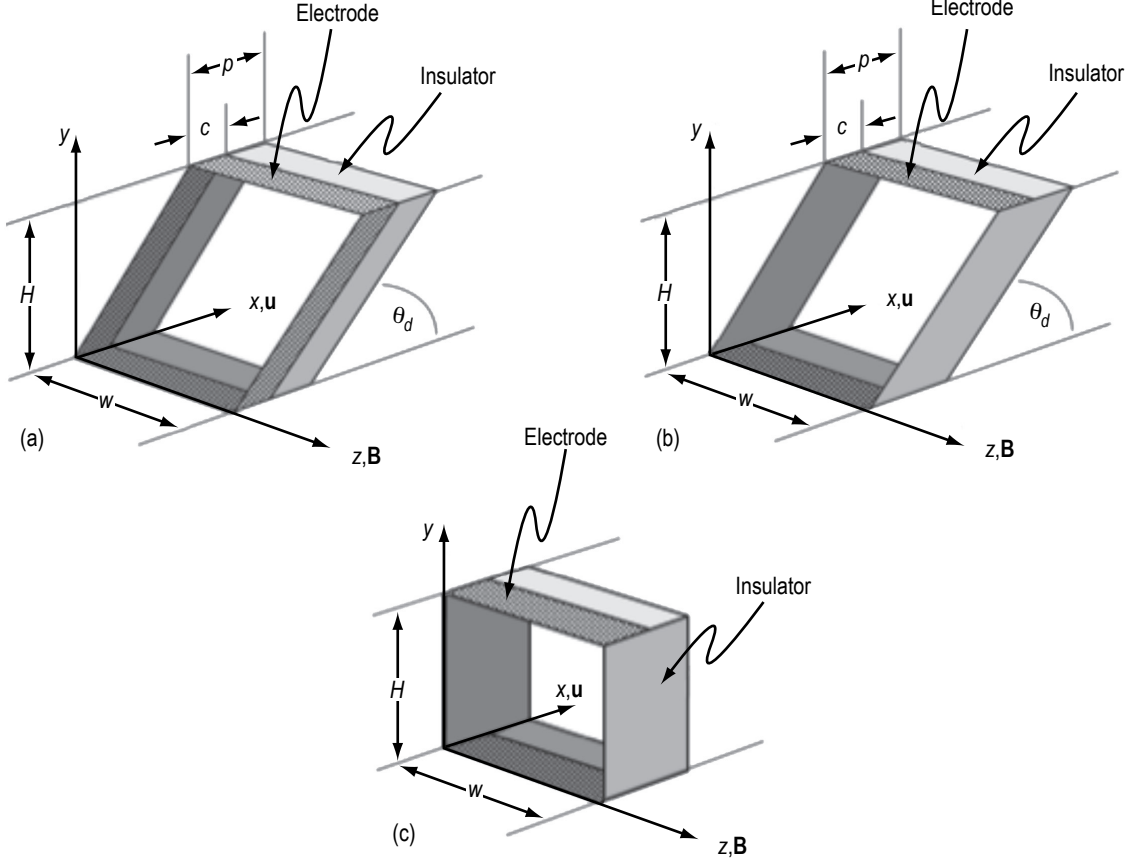 Electrode
Insulator
p
c
y
H
x,u
θd
w
z,B
(a)
Electrode
Insulator
p
c
y
H
x,u
θd
w
z,B
(b)
Electrode
Insulator
y
H
x,u
w
z,B
(c)